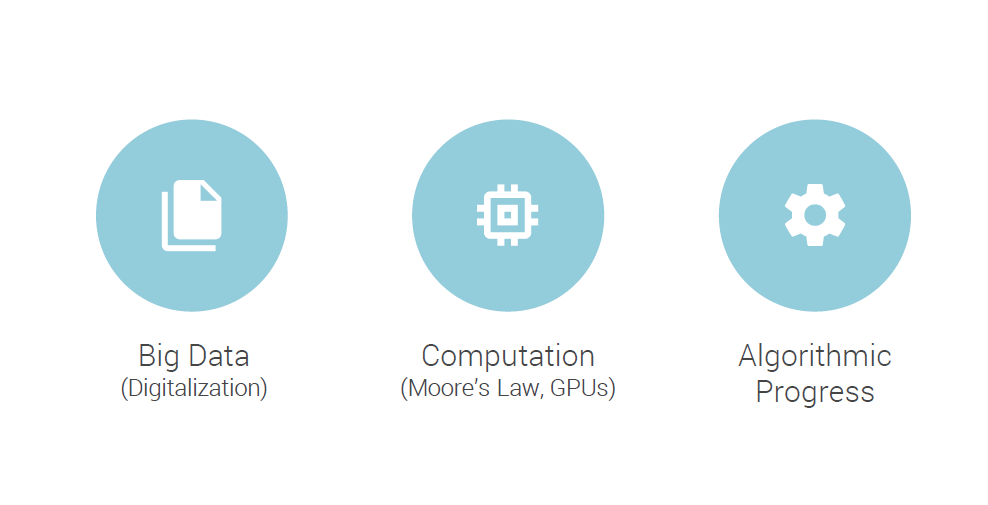 Big Data
(Digitalization)
Computation
(Moore’s Law, GPUs)
Algorithmic
Progress